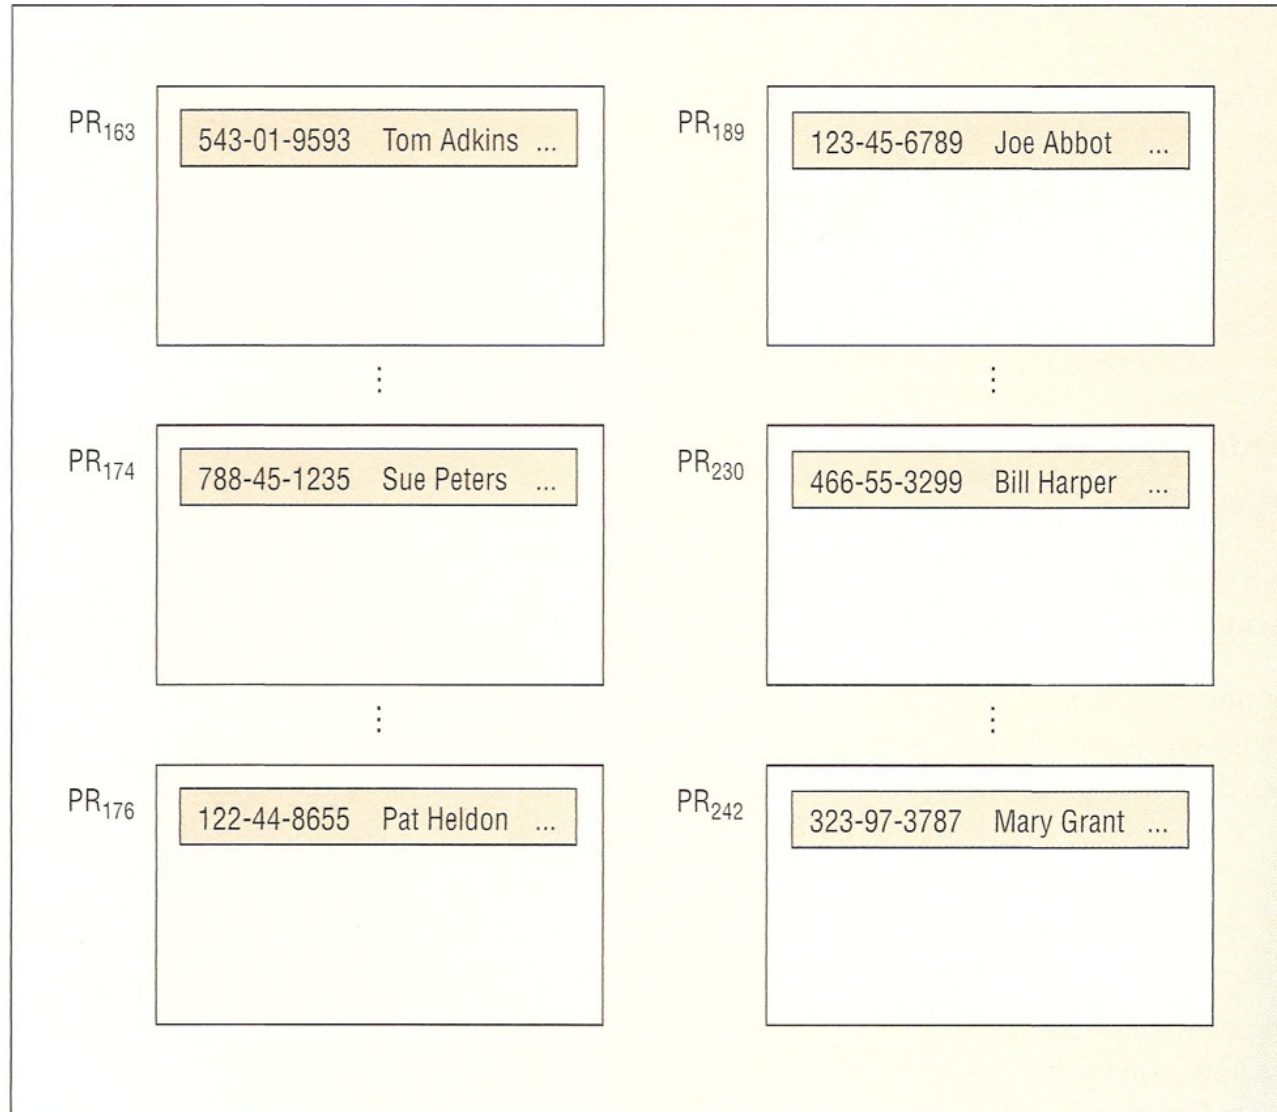 PR163
543-01-9593 Tom Adkins ...
PR189
123-45-6789 Joe Abbot ...
⋮
⋮
PR174
788-45-1235 Sue Peters ...
PR230
466-55-3299 Bill Harper ...
⋮
⋮
PR176
122-44-8655 Pat Heldon ...
PR242
323-97-3787 Mary Grant ...